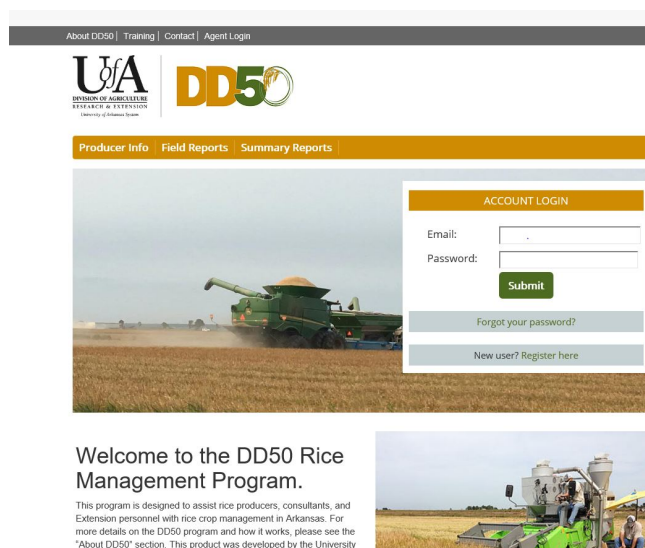 About DD50 | Training | Contact | Agent Login
UofA
DIVISION OF AGRICULTURE
RESEARCH & EXTENSION
University of Arkansas System
DD50
Producer Info Field Reports Summary Reports
ACCOUNT LOGIN
Email:
Password:
Submit
Forgot your password?
New user? Register here
Welcome to the DD50 Rice
Management Program.
This program is designed to assist rice producers, consultants, and
Extension personnel with rice crop management in Arkansas. For
more details on the DD50 program and how it works, please see the
"About DD50" section. This product was developed by the University